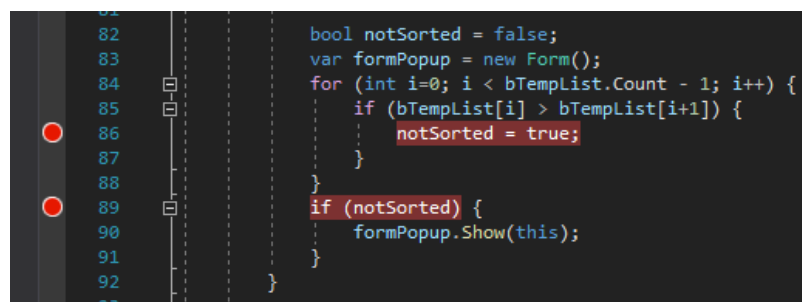 82 bool notSorted = false;
83 var formPopup = new Form();
84 for (int i=0; i < bTempList.Count - 1; i++) {
85 if (bTempList[i] > bTempList[i+1]) {
86 notSorted = true;
87 }
88 }
89 if (notSorted) {
90 formPopup.Show(this);
91 }
92 }